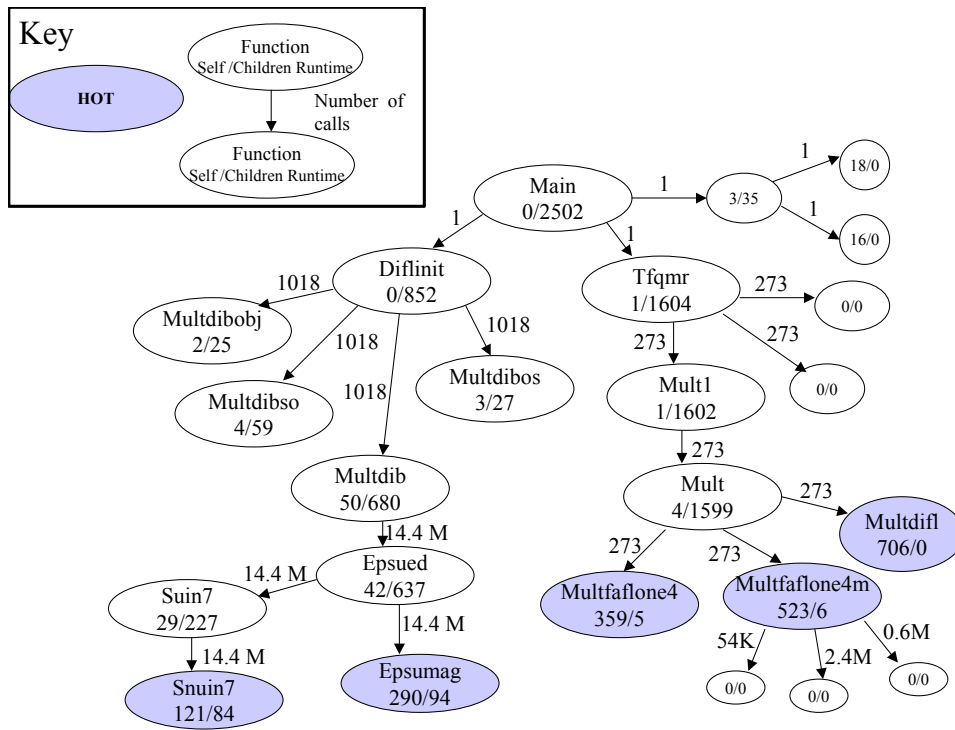 Key
HOT
Function
Self /Children Runtime
Number of
calls
Function
Self /Children Runtime
Main
0/2502
1
3/35
1
18/0
1
16/0
1
Diflinit
0/852
1
Tfqmr
1/1604
273
0/0
273
0/0
1018
Multdibobj
2/25
1018
Multdibso
4/59
1018
1018
Multdibos
3/27
273
Mult1
1/1602
273
Multdib
50/680
Mult
4/1599
273
Multdifl
706/0
14.4 M
Epsued
42/637
273
Multfaflone4
359/5
273
Multfaflone4m
523/6
14.4 M
Suin7
29/227
14.4 M
54K
0/0
2.4M
0/0
0.6M
0/0
14.4 M
Snuin7
121/84
Epsumag
290/94